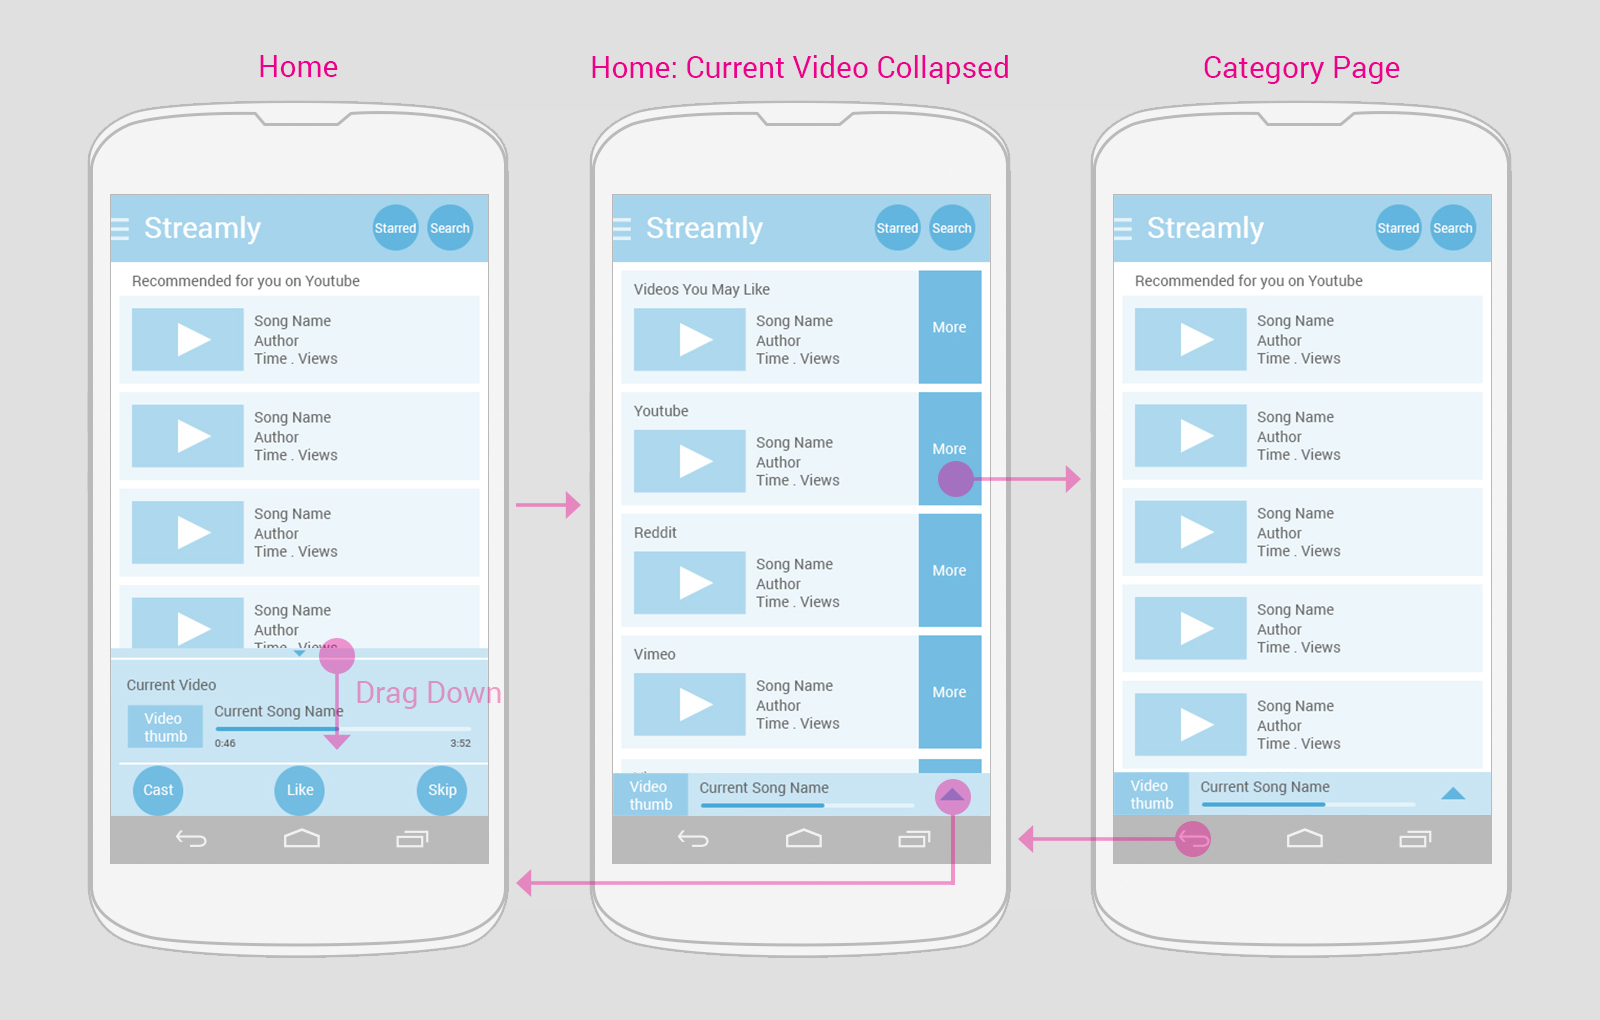 Home
Streamly
Starred
Search
Recommended for you on Youtube
Song Name
Author
Time . Views
Song Name
Author
Time . Views
Song Name
Author
Time . Views
Song Name
Author
Time . Views
Drag Down
Current Video
Video
thumb
Current Song Name
0:46
3:52
Cast
Like
Skip
Home: Current Video Collapsed
Streamly
Starred
Search
Videos You May Like
Song Name
Author
Time . Views
More
Youtube
Song Name
Author
Time . Views
More
Reddit
Song Name
Author
Time . Views
More
Vimeo
Song Name
Author
Time . Views
More
Video
thumb
Current Song Name
Category Page
Streamly
Starred
Search
Recommended for you on Youtube
Song Name
Author
Time . Views
Song Name
Author
Time . Views
Song Name
Author
Time . Views
Song Name
Author
Time . Views
Song Name
Author
Time . Views
Video
thumb
Current Song Name